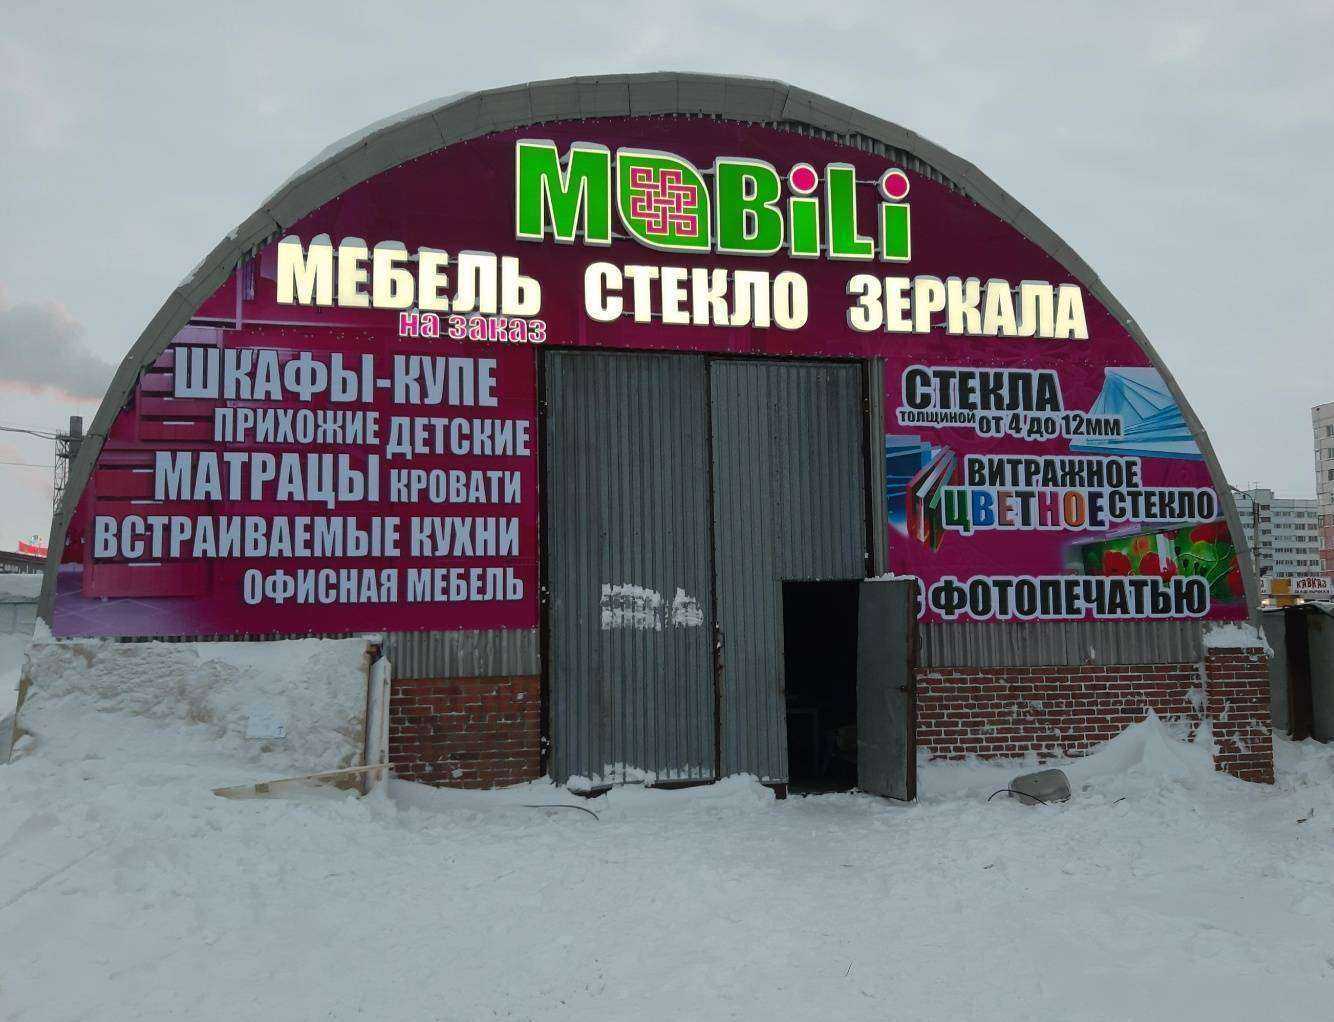 MOBiLi
МЕБЕЛЬ СТЕКЛО ЗЕРКАЛА
на заказ
ШКАФЫ-КУПЕ
ПРИХОЖИЕ ДЕТСКИЕ
МАТРАЦЫ КРОВАТИ
ВСТРАИВАЕМЫЕ КУХНИ
ОФИСНАЯ МЕБЕЛЬ
СТЕКЛА
ТОЛЩИНОЙ ОТ 4 ДО 12ММ
ВИТРАЖНОЕ
ЦВЕТНОЕ СТЕКЛО
С ФОТОПЕЧАТЬЮ
КАВКАЗ